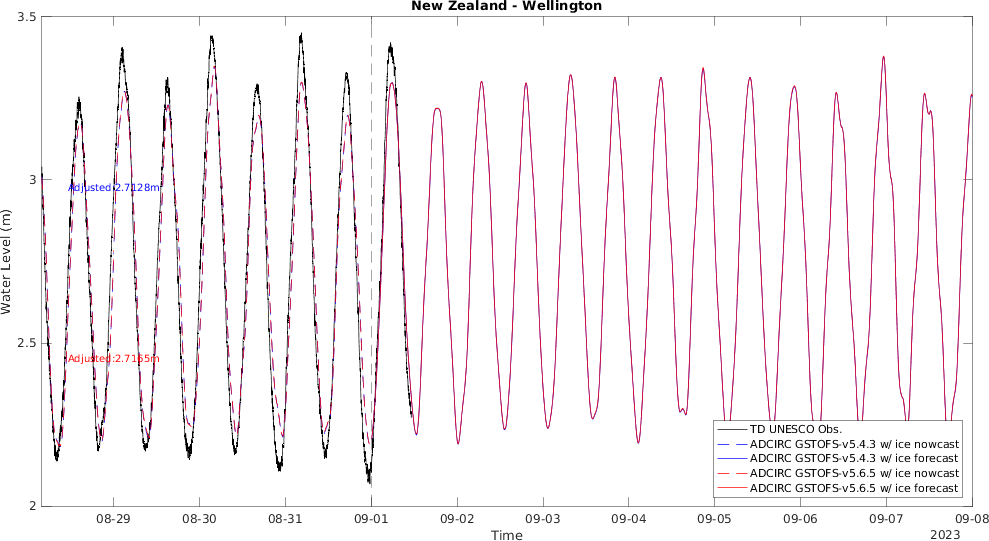 New Zealand - Wellington
3.5
3
2.5
2
Water Level (m)
Adjusted:2.7128m
Adjusted:2.7165m
TD UNESCO Obs.
ADCIRC GSTOFS-v5.4.3 w/ ice nowcast
ADCIRC GSTOFS-v5.4.3 w/ ice forecast
ADCIRC GSTOFS-v5.6.5 w/ ice nowcast
ADCIRC GSTOFS-v5.6.5 w/ ice forecast
08-29 08-30 08-31 09-01 09-02 09-03 09-04 09-05 09-06 09-07 09-08
Time
2023